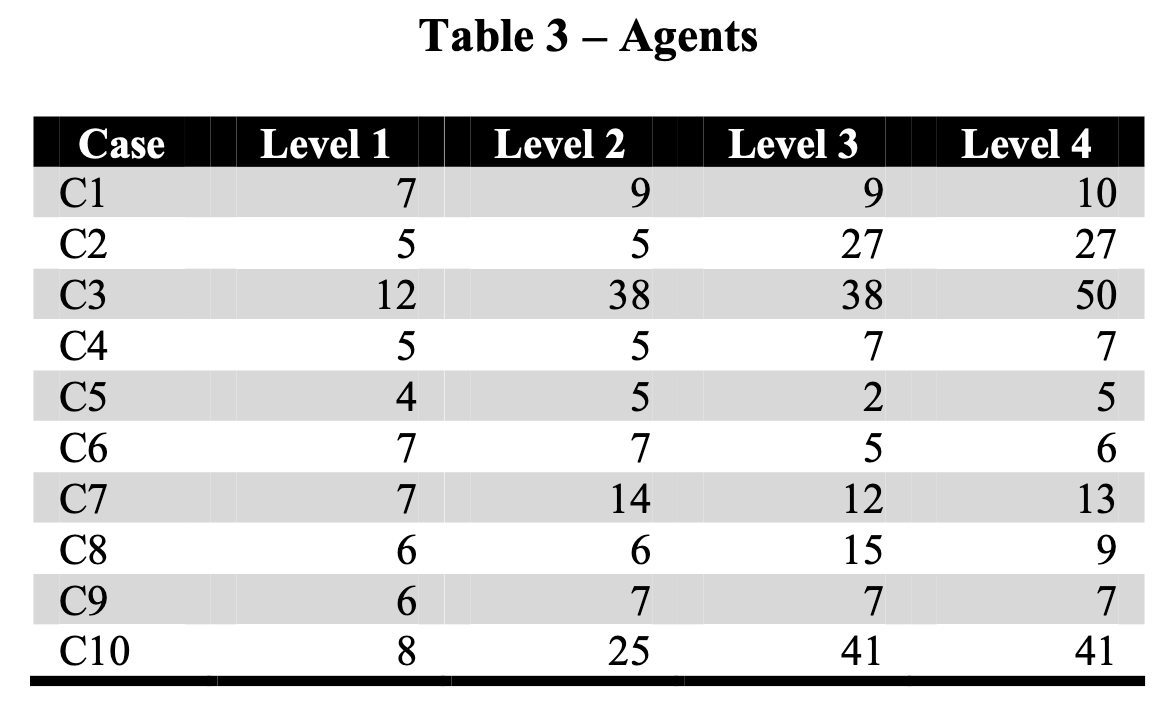 Table 3 – Agents
Case Level 1 Level 2 Level 3 Level 4
C1 7 9 9 10
C2 5 5 27 27
C3 12 38 38 50
C4 5 5 7 7
C5 4 5 2 5
C6 7 7 5 6
C7 7 14 12 13
C8 6 6 15 9
C9 6 7 7 7
C10 8 25 41 41